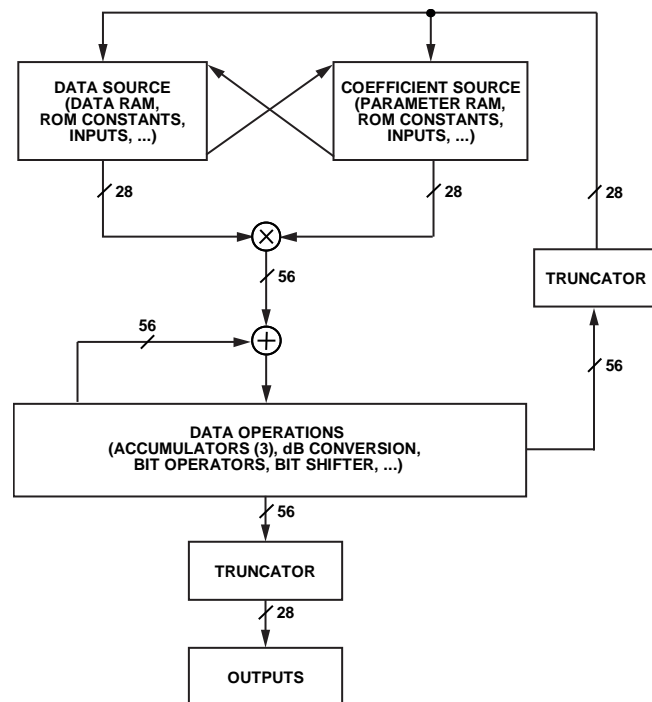 DATA SOURCE
(DATA RAM,
ROM CONSTANTS,
INPUTS, ...)
COEFFICIENT SOURCE
(PARAMETER RAM,
ROM CONSTANTS,
INPUTS, ...)
28
28
28
×
56
TRUNCATOR
56
+
56
DATA OPERATIONS
(ACCUMULATORS (3), dB CONVERSION,
BIT OPERATORS, BIT SHIFTER, ...)
56
TRUNCATOR
28
OUTPUTS